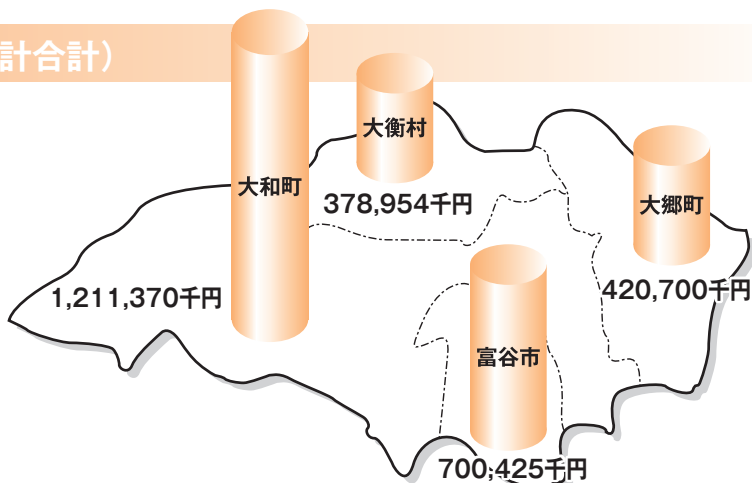 計合計）
大衡村
378,954千円
大和町
1,211,370千円
大郷町
420,700千円
富谷市
700,425千円